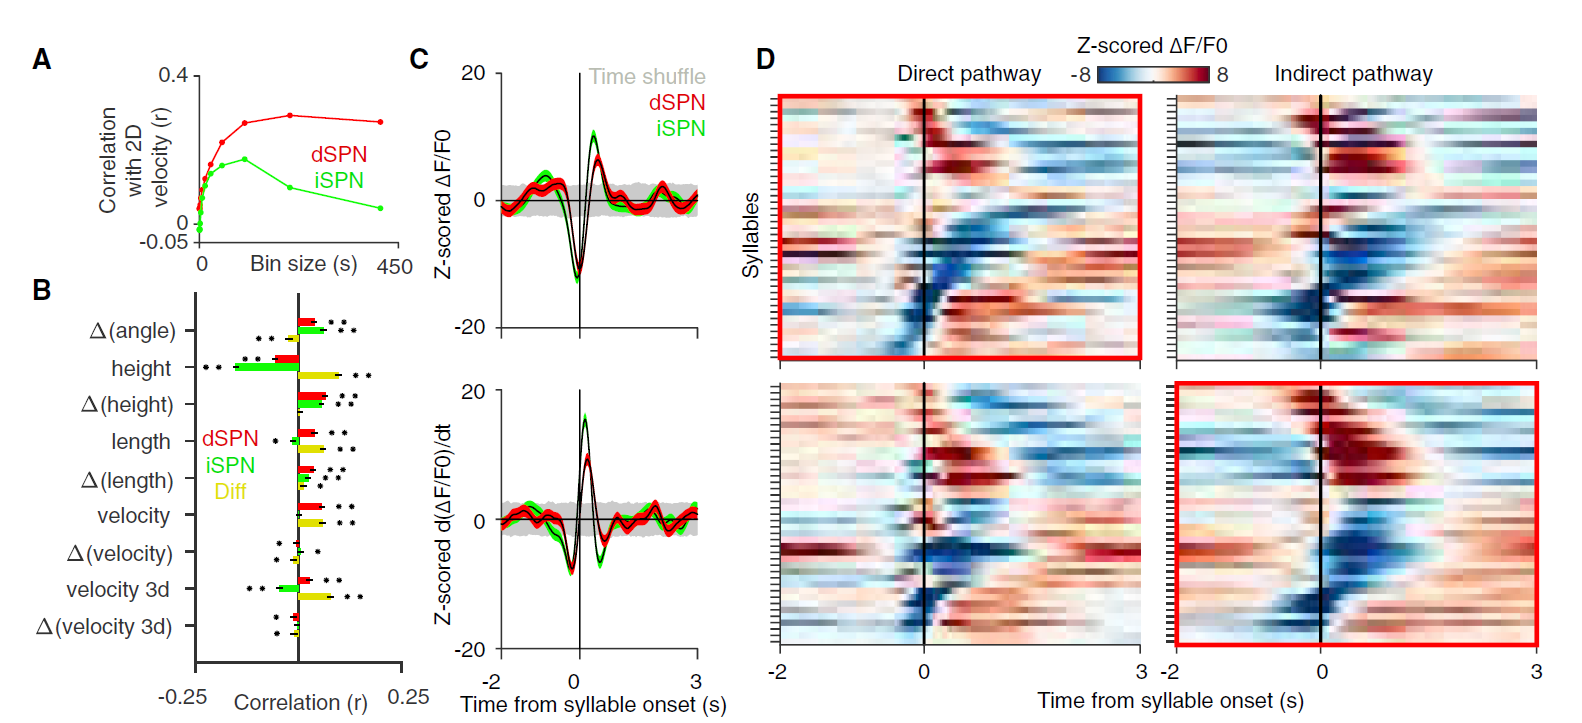 A
0.4
0
-0.05
Correlation
with 2D
velocity (r)
dSPN
iSPN
0
Bin size (s)
450
B
Δ(angle)
height
Δ(height)
length
Δ(length)
velocity
Δ(velocity)
velocity 3d
Δ(velocity 3d)
dSPN
iSPN
Diff
-0.25
Correlation (r)
0.25
C
20
0
-20
Z-scored ΔF/F0
Time shuffle
dSPN
iSPN
20
0
-20
Z-scored d(ΔF/F0)/dt
-2
0
3
Time from syllable onset (s)
D
Z-scored ΔF/F0
-8
8
Direct pathway
Indirect pathway
Syllables
-2
0
3
-2
0
3
Time from syllable onset (s)